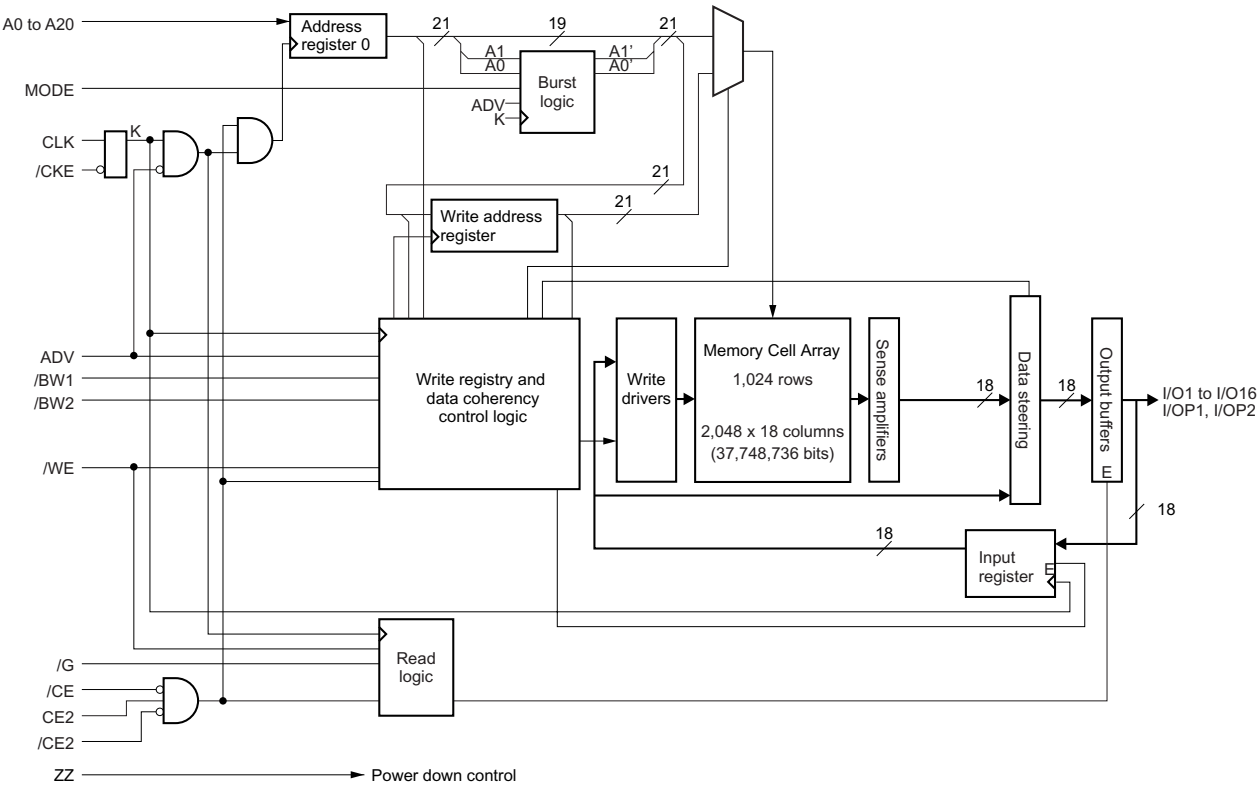 A0 to A20
Address
register 0
21
19
21
A1
A0
A1'
A0'
Burst
logic
MODE
ADV
K
CLK
K
/CKE
21
21
Write address
register
ADV
/BW1
/BW2
/WE
Write registry and
data coherency
control logic
Write
drivers
Memory Cell Array
1,024 rows
2,048 x 18 columns
(37,748,736 bits)
Sense amplifiers
18
Data steering
18
Output buffers
E
I/O1 to I/O16
I/OP1, I/OP2
18
18
Input
register
E
Read
logic
/G
/CE
CE2
/CE2
ZZ
Power down control